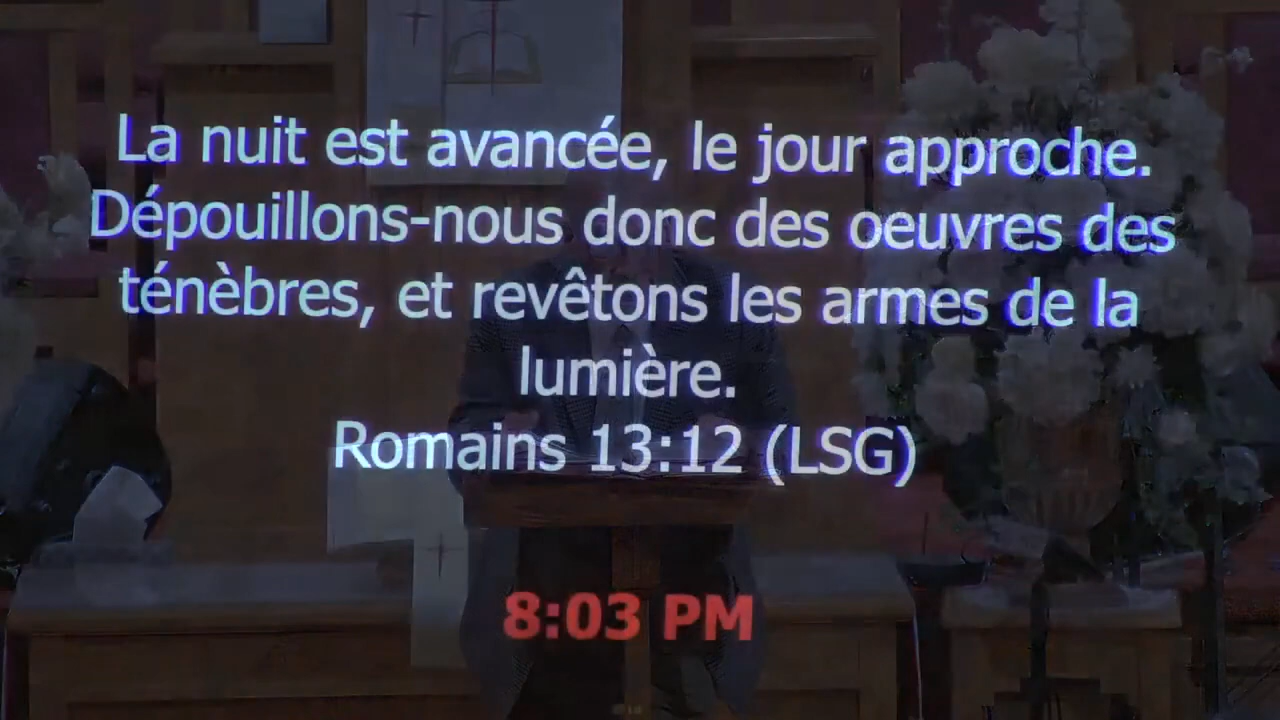 La nuit est avancée, le jour approche.
Dépouillons-nous donc des oeuvres des
ténèbres, et revêtons les armes de la
lumière.
Romains 13:12 (LSG)
8:03 PM